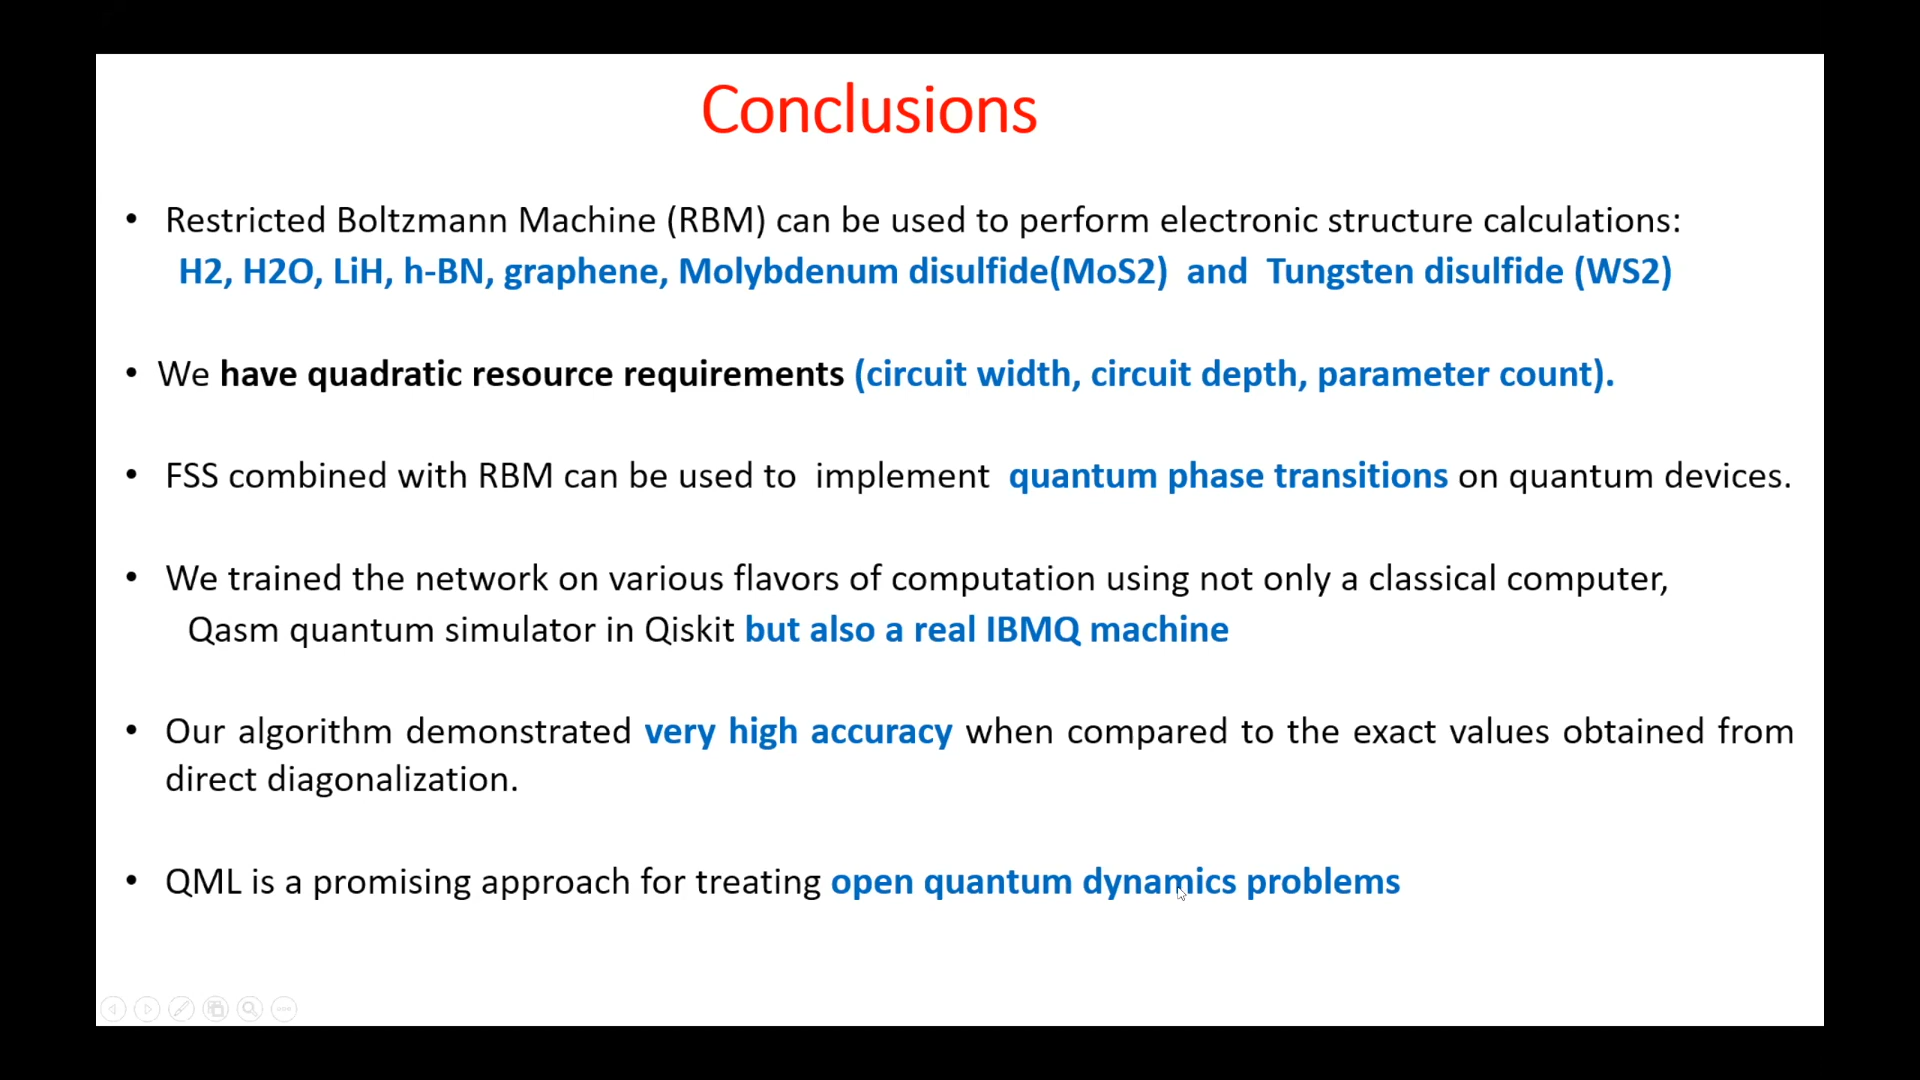 Conclusions
• Restricted Boltzmann Machine (RBM) can be used to perform electronic structure calculations:
H2, H2O, LiH, h-BN, graphene, Molybdenum disulfide(MoS2) and Tungsten disulfide (WS2)
• We have quadratic resource requirements (circuit width, circuit depth, parameter count).
• FSS combined with RBM can be used to implement quantum phase transitions on quantum devices.
• We trained the network on various flavors of computation using not only a classical computer,
Qasm quantum simulator in Qiskit but also a real IBMQ machine
• Our algorithm demonstrated very high accuracy when compared to the exact values obtained from
direct diagonalization.
• QML is a promising approach for treating open quantum dynamics problems